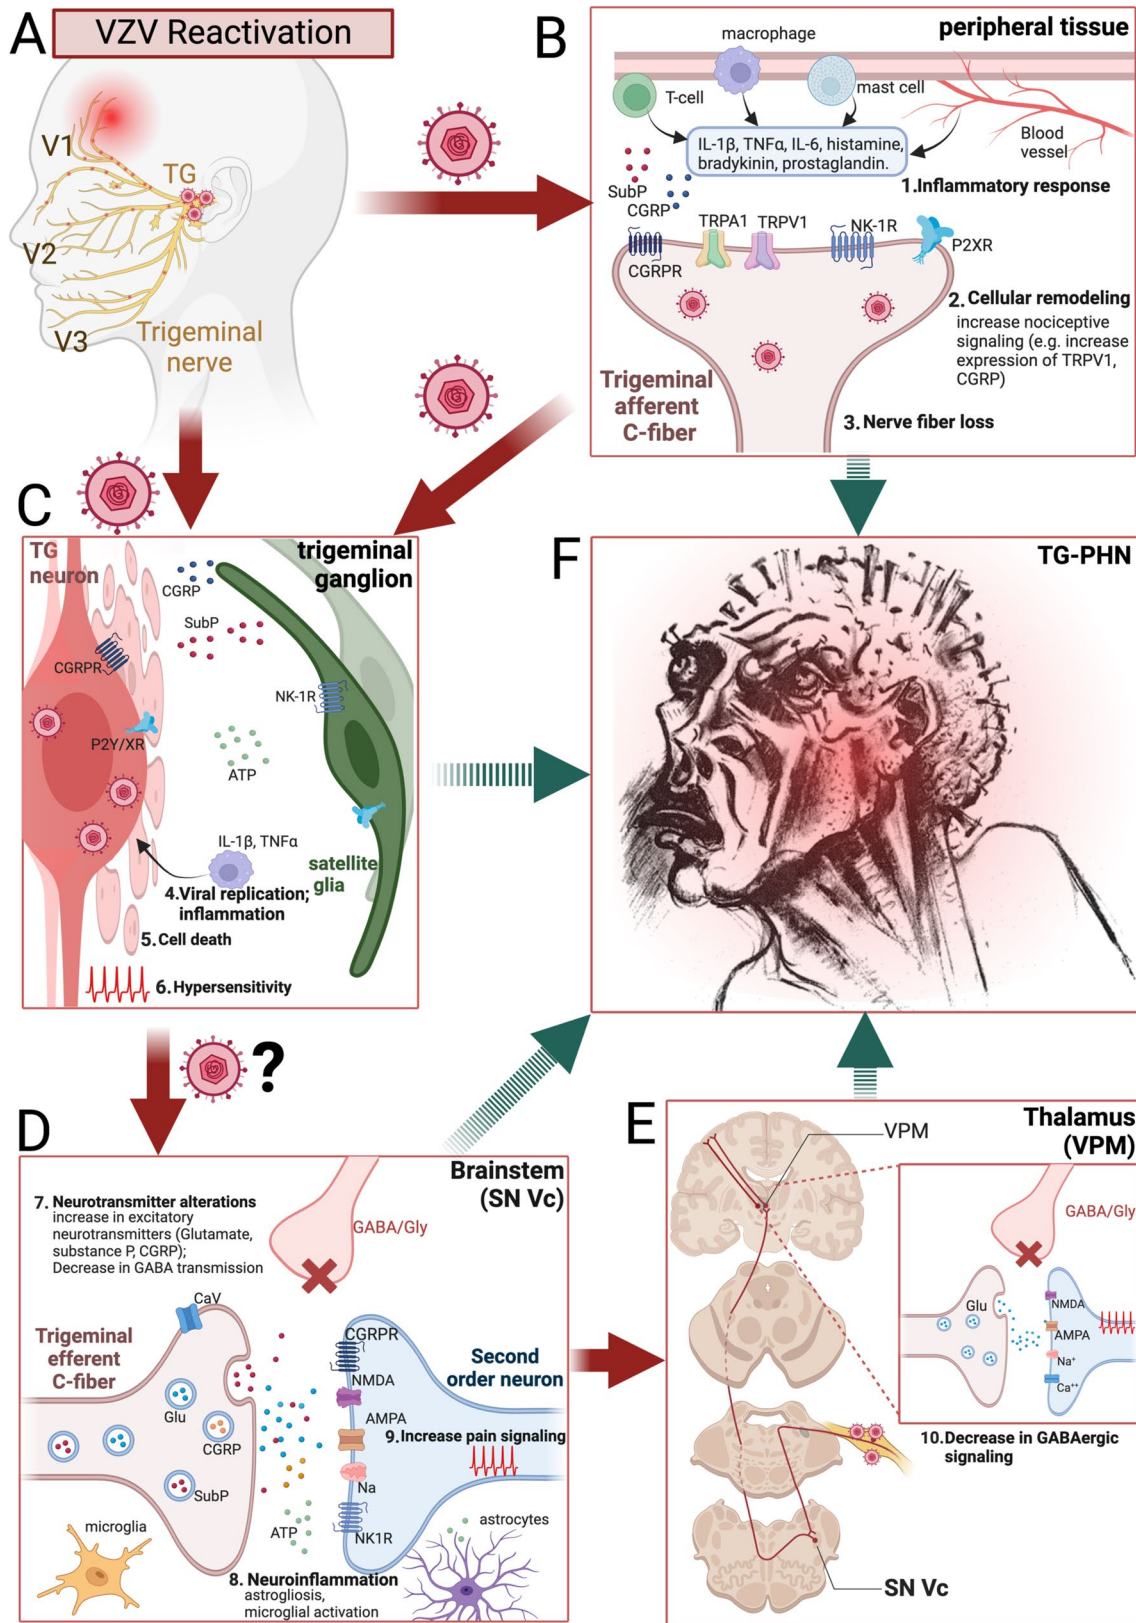 A
VZV Reactivation
V1
TG
V2
V3
Trigeminal
nerve
B
peripheral tissue
macrophage
T-cell
mast cell
Blood
vessel
IL-1β, TNFα, IL-6, histamine,
bradykinin, prostaglandin.
1. Inflammatory response
SubP
CGRP
CGRPR
TRPA1
TRPV1
NK-1R
P2XR
2. Cellular remodeling
increase nociceptive
signaling (e.g. increase
expression of TRPV1,
CGRP)
Trigeminal
afferent
C-fiber
3. Nerve fiber loss
C
TG
neuron
trigeminal
ganglion
CGRP
SubP
CGRPR
NK-1R
P2Y/XR
ATP
IL-1β, TNFα
satellite
glia
4. Viral replication;
inflammation
5. Cell death
6. Hypersensitivity
F
TG-PHN
?
D
Brainstem
(SN Vc)
7. Neurotransmitter alterations
increase in excitatory
neurotransmitters (Glutamate,
substance P, CGRP);
Decrease in GABA transmission
GABA/Gly
CaV
Trigeminal
efferent
C-fiber
Glu
CGRP
SubP
CGRPR
NMDA
AMPA
Na
NK1R
Second
order neuron
9. Increase pain signaling
ATP
microglia
astrocytes
8. Neuroinflammation
astrogliosis,
microglial activation
E
Thalamus
(VPM)
VPM
GABA/Gly
Glu
NMDA
AMPA
Na⁺
Ca⁺⁺
10. Decrease in GABAergic
signaling
SN Vc